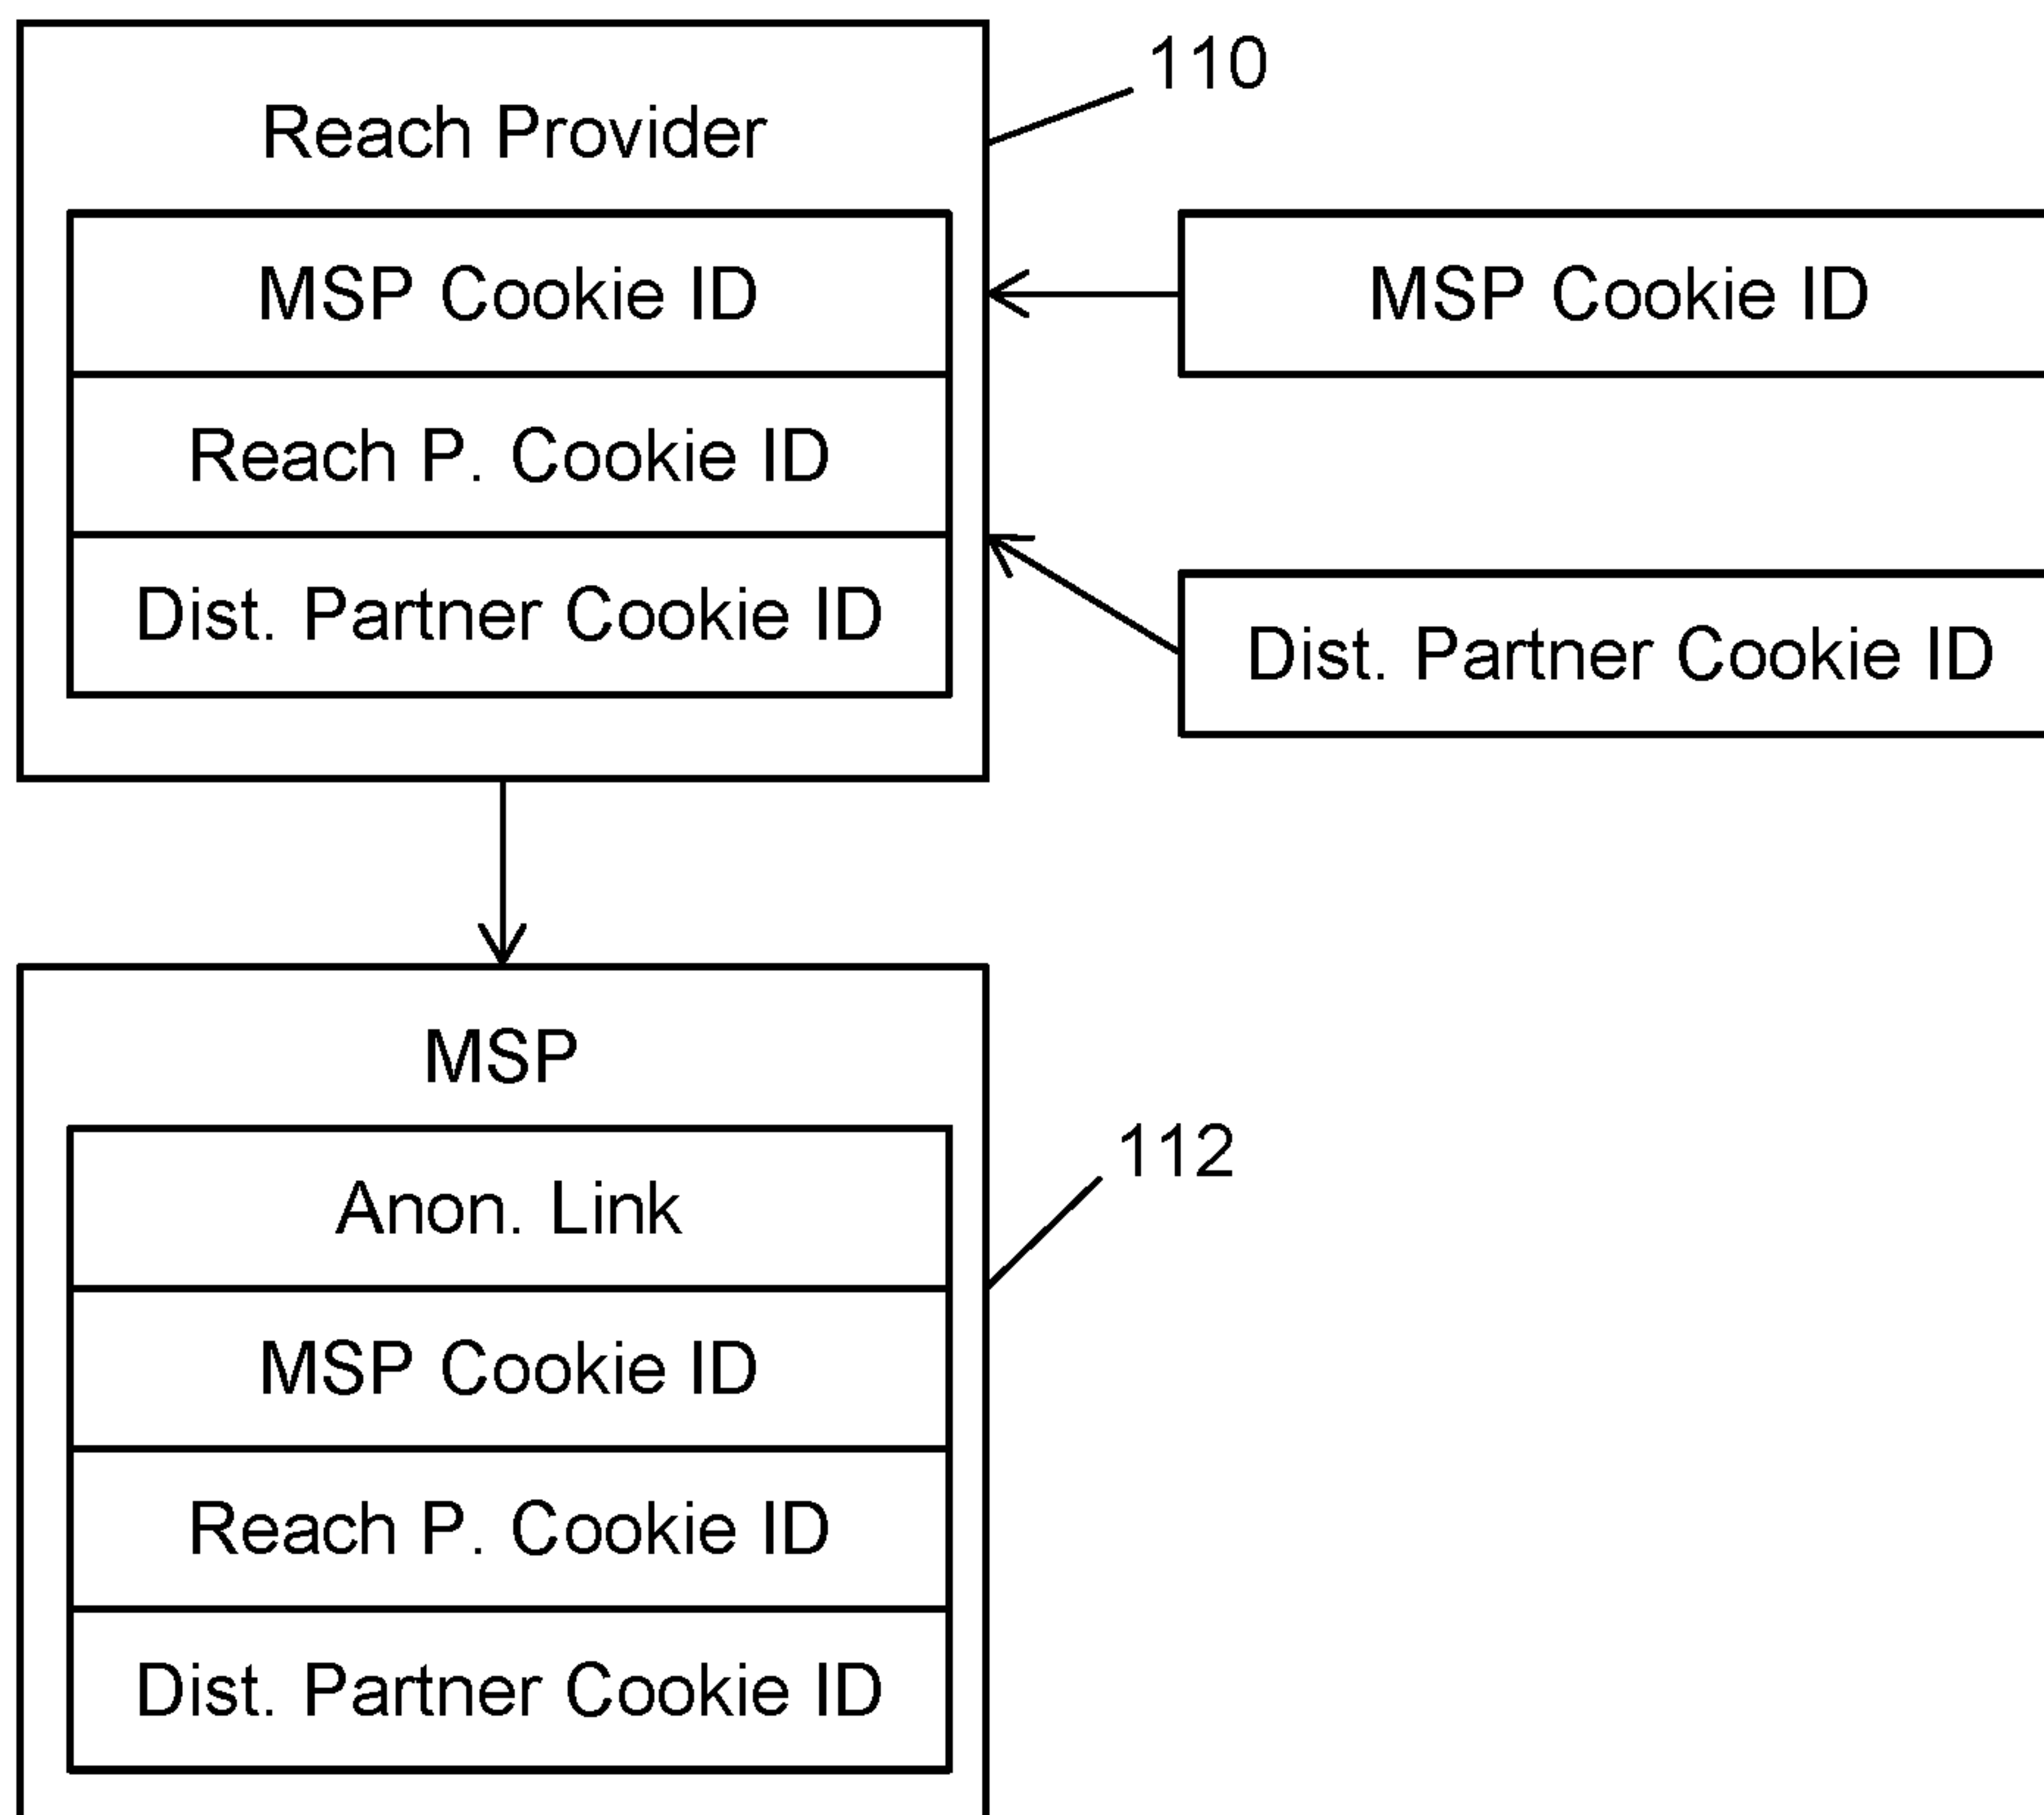 110
Reach Provider
MSP Cookie ID
MSP Cookie ID
Reach P. Cookie ID
Dist. Partner Cookie ID
Dist. Partner Cookie ID
MSP
112
Anon. Link
MSP Cookie ID
Reach P. Cookie ID
Dist. Partner Cookie ID